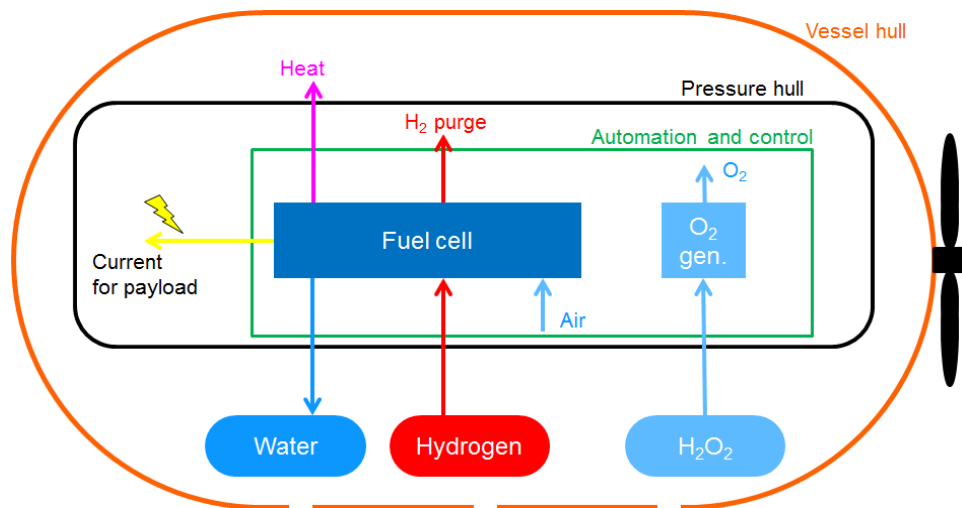 Vessel hull
Heat
Pressure hull
H₂ purge
Automation and control
O₂
Fuel cell
O₂
gen.
Current
for payload
Air
Water
Hydrogen
H₂O₂